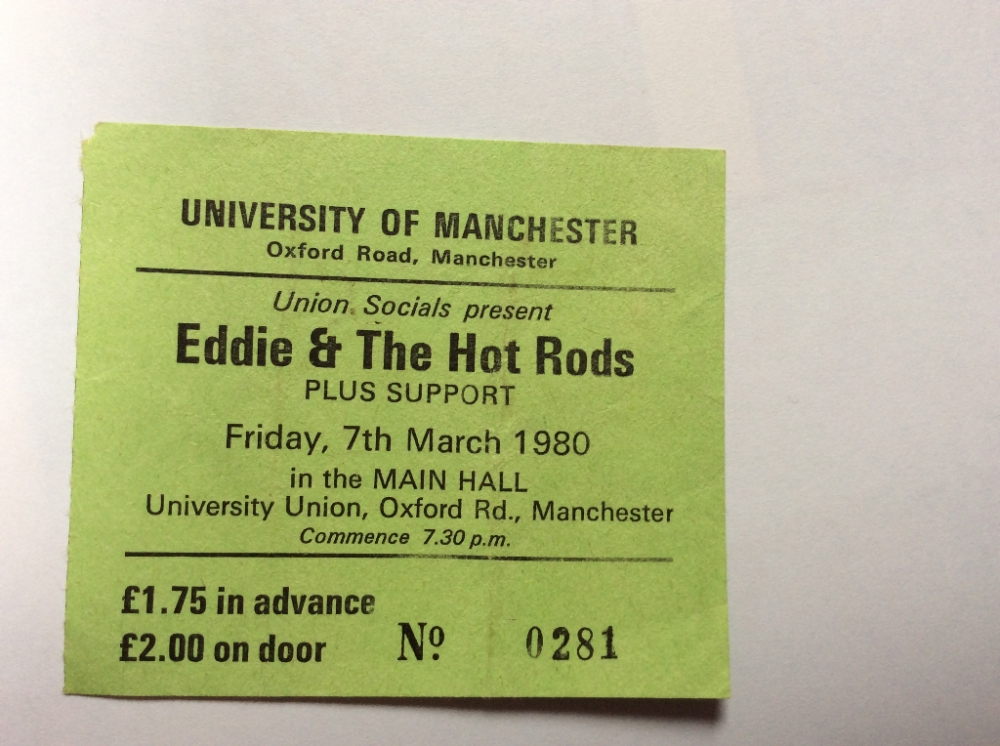 UNIVERSITY OF MANCHESTER
Oxford Road, Manchester
Union Socials present
Eddie & The Hot Rods
PLUS SUPPORT
Friday, 7th March 1980
in the MAIN HALL
University Union, Oxford Rd., Manchester
Commence 7.30 p.m.
£1.75 in advance
£2.00 on door Nº 0281